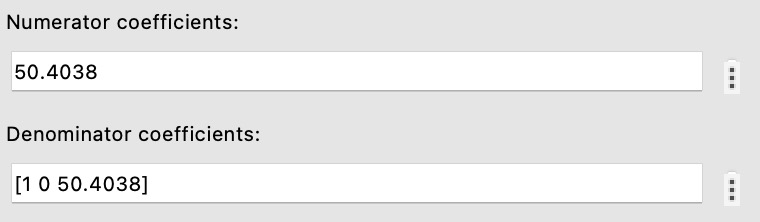 Numerator coefficients:
50.4038
Denominator coefficients:
[1 0 50.4038]